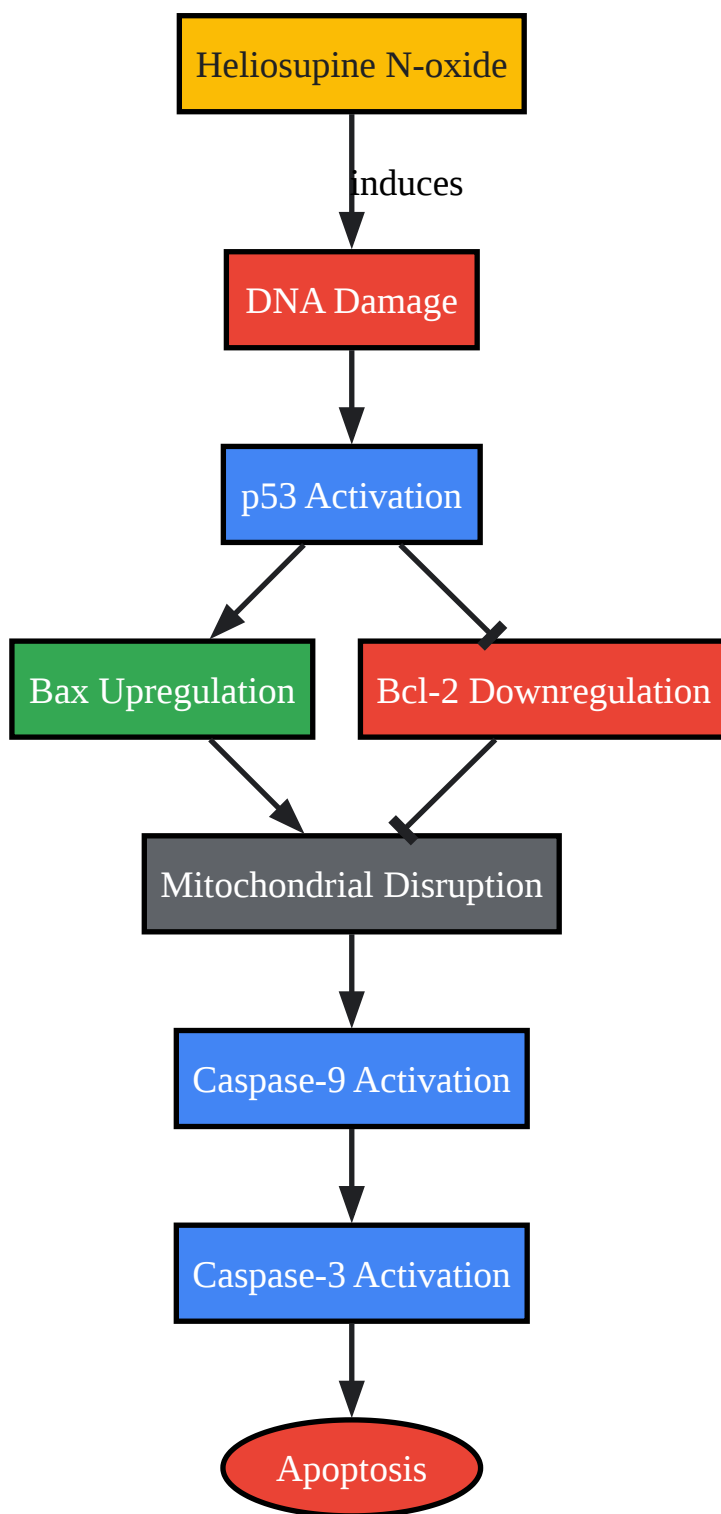 Heliosupine N-oxide
induces
DNA Damage
p53 Activation
Bax Upregulation
Bcl-2 Downregulation
Mitochondrial Disruption
Caspase-9 Activation
Caspase-3 Activation
Apoptosis